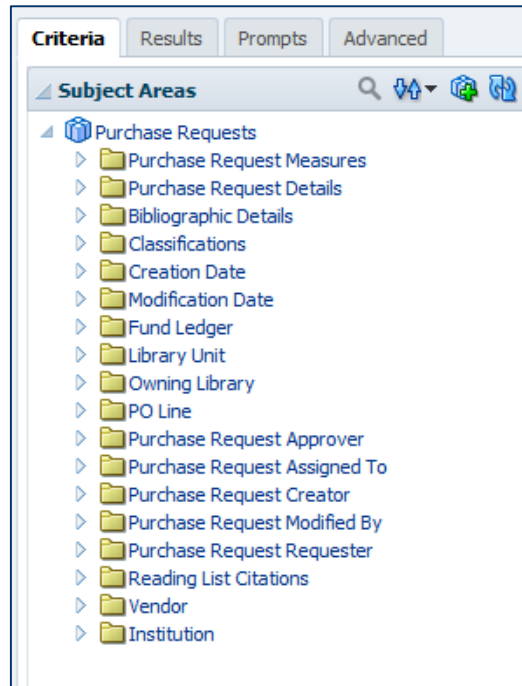 Criteria Results Prompts Advanced
Subject Areas
Purchase Requests
Purchase Request Measures
Purchase Request Details
Bibliographic Details
Classifications
Creation Date
Modification Date
Fund Ledger
Library Unit
Owning Library
PO Line
Purchase Request Approver
Purchase Request Assigned To
Purchase Request Creator
Purchase Request Modified By
Purchase Request Requester
Reading List Citations
Vendor
Institution